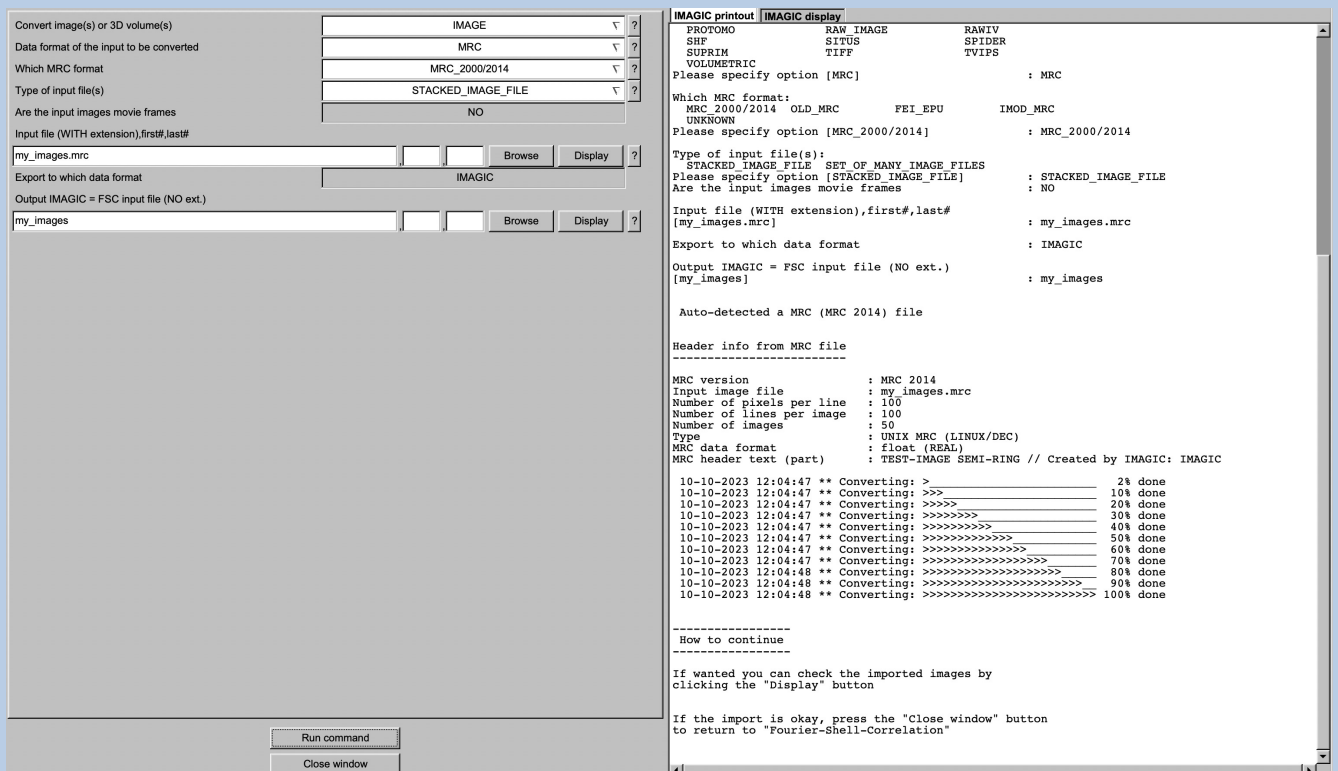 Convert image(s) or 3D volume(s) IMAGE ?
Data format of the input to be converted MRC ?
Which MRC format MRC_2000/2014 ?
Type of input file(s) STACKED_IMAGE_FILE ?
Are the input images movie frames NO
Input file (WITH extension),first#,last#
my_images.mrc , , Browse Display ?
Export to which data format IMAGIC
Output IMAGIC = FSC input file (NO ext.)
my_images , , Browse Display ?
Run command
Close window
IMAGIC printout IMAGIC display
PROTOMO RAW_IMAGE RAWIV
SHF SITUS SPIDER
SUPRIM TIFF TVIPS
VOLUMETRIC
Please specify option [MRC] : MRC
Which MRC format:
MRC_2000/2014 OLD_MRC FEI_EPU IMOD_MRC
UNKNOWN
Please specify option [MRC_2000/2014] : MRC_2000/2014
Type of input file(s):
STACKED_IMAGE_FILE SET_OF_MANY_IMAGE_FILES
Please specify option [STACKED_IMAGE_FILE] : STACKED_IMAGE_FILE
Are the input images movie frames : NO
Input file (WITH extension),first#,last#
[my_images.mrc] : my_images.mrc
Export to which data format : IMAGIC
Output IMAGIC = FSC input file (NO ext.)
[my_images] : my_images
Auto-detected a MRC (MRC 2014) file
Header info from MRC file
-------------------------
MRC version : MRC 2014
Input image file : my_images.mrc
Number of pixels per line : 100
Number of lines per image : 100
Number of images : 50
Type : UNIX MRC (LINUX/DEC)
MRC data format : float (REAL)
MRC header text (part) : TEST-IMAGE SEMI-RING // Created by IMAGIC: IMAGIC
10-10-2023 12:04:47 ** Converting: >________________________ 2% done
10-10-2023 12:04:47 ** Converting: >>>______________________ 10% done
10-10-2023 12:04:47 ** Converting: >>>>>____________________ 20% done
10-10-2023 12:04:47 ** Converting: >>>>>>>>_________________ 30% done
10-10-2023 12:04:47 ** Converting: >>>>>>>>>>_______________ 40% done
10-10-2023 12:04:47 ** Converting: >>>>>>>>>>>>>____________ 50% done
10-10-2023 12:04:47 ** Converting: >>>>>>>>>>>>>>>__________ 60% done
10-10-2023 12:04:47 ** Converting: >>>>>>>>>>>>>>>>>>_______ 70% done
10-10-2023 12:04:48 ** Converting: >>>>>>>>>>>>>>>>>>>>_____ 80% done
10-10-2023 12:04:48 ** Converting: >>>>>>>>>>>>>>>>>>>>>>>__ 90% done
10-10-2023 12:04:48 ** Converting: >>>>>>>>>>>>>>>>>>>>>>>>> 100% done
-----------------
How to continue
-----------------
If wanted you can check the imported images by
clicking the "Display" button
If the import is okay, press the "Close window" button
to return to "Fourier-Shell-Correlation"